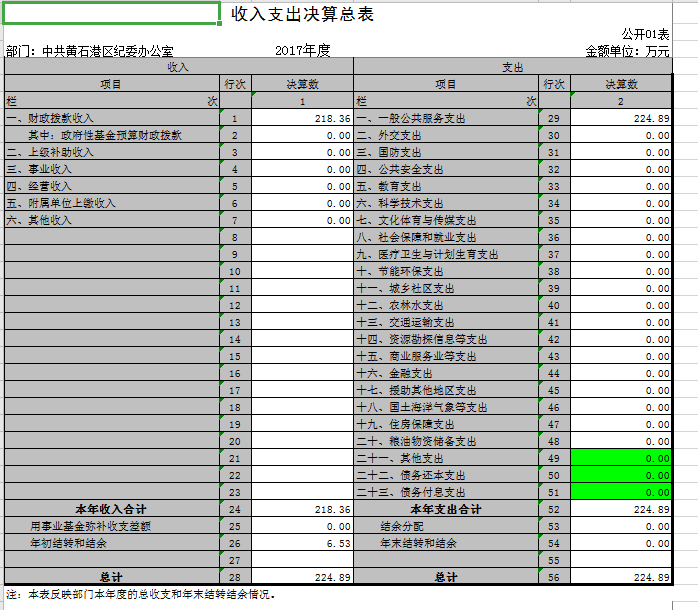 收入支出决算总表
公开01表
部门：中共黄石港区纪委办公室 2017年度 金额单位：万元
收入 支出
项目 行次 决算数 项目 行次 决算数
栏 次 1 栏 次 2
一、财政拨款收入 1 218.36 一、一般公共服务支出 29 224.89
其中：政府性基金预算财政拨款 2 0.00 二、外交支出 30 0.00
二、上级补助收入 3 0.00 三、国防支出 31 0.00
三、事业收入 4 0.00 四、公共安全支出 32 0.00
四、经营收入 5 0.00 五、教育支出 33 0.00
五、附属单位上缴收入 6 0.00 六、科学技术支出 34 0.00
六、其他收入 7 0.00 七、文化体育与传媒支出 35 0.00
8 八、社会保障和就业支出 36 0.00
9 九、医疗卫生与计划生育支出 37 0.00
10 十、节能环保支出 38 0.00
11 十一、城乡社区支出 39 0.00
12 十二、农林水支出 40 0.00
13 十三、交通运输支出 41 0.00
14 十四、资源勘探信息等支出 42 0.00
15 十五、商业服务业等支出 43 0.00
16 十六、金融支出 44 0.00
17 十七、援助其他地区支出 45 0.00
18 十八、国土海洋气象等支出 46 0.00
19 十九、住房保障支出 47 0.00
20 二十、粮油物资储备支出 48 0.00
21 二十一、其他支出 49 0.00
22 二十二、债务还本支出 50 0.00
23 二十三、债务付息支出 51 0.00
本年收入合计 24 218.36 本年支出合计 52 224.89
用事业基金弥补收支差额 25 0.00 结余分配 53 0.00
年初结转和结余 26 6.53 年末结转和结余 54 0.00
27 55
总计 28 224.89 总计 56 224.89
注：本表反映部门本年度的总收支和年末结转结余情况。